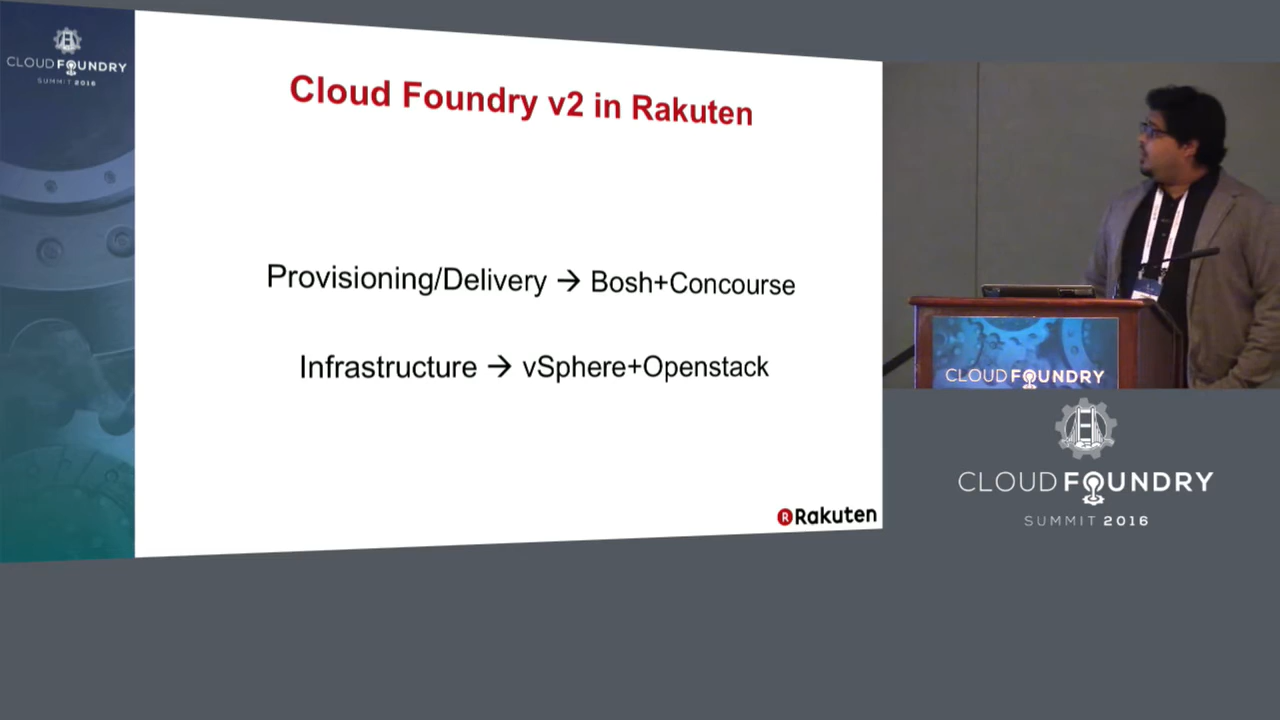 CLOUD FOUNDRY
SUMMIT 2016
Cloud Foundry v2 in Rakuten
Provisioning/Delivery → Bosh+Concourse
Infrastructure → vSphere+Openstack
R Rakuten
CLOUD FOUNDRY
CLOUD FOUNDRY
SUMMIT 2016